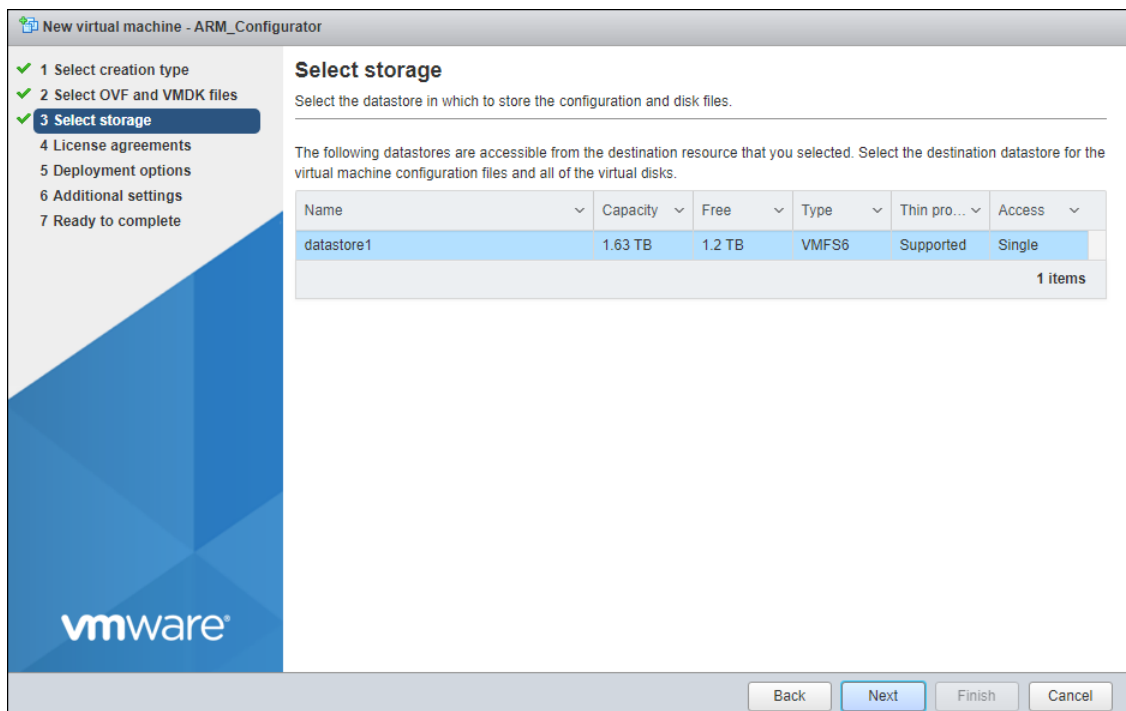 New virtual machine - ARM_Configurator
1 Select creation type
2 Select OVF and VMDK files
3 Select storage
4 License agreements
5 Deployment options
6 Additional settings
7 Ready to complete
vmware®
Select storage
Select the datastore in which to store the configuration and disk files.
The following datastores are accessible from the destination resource that you selected. Select the destination datastore for the
virtual machine configuration files and all of the virtual disks.
Name Capacity Free Type Thin pro... Access
datastore1 1.63 TB 1.2 TB VMFS6 Supported Single
1 items
Back Next Finish Cancel